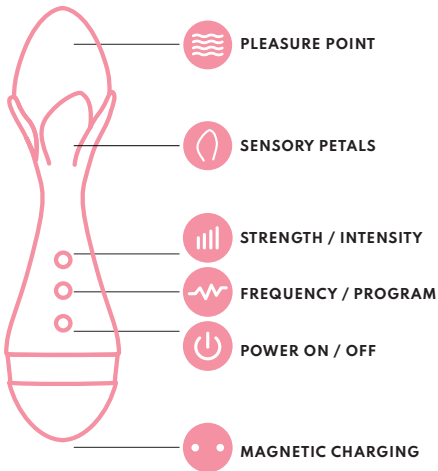 PLEASURE POINT
SENSORY PETALS
STRENGTH / INTENSITY
FREQUENCY / PROGRAM
POWER ON / OFF
MAGNETIC CHARGING